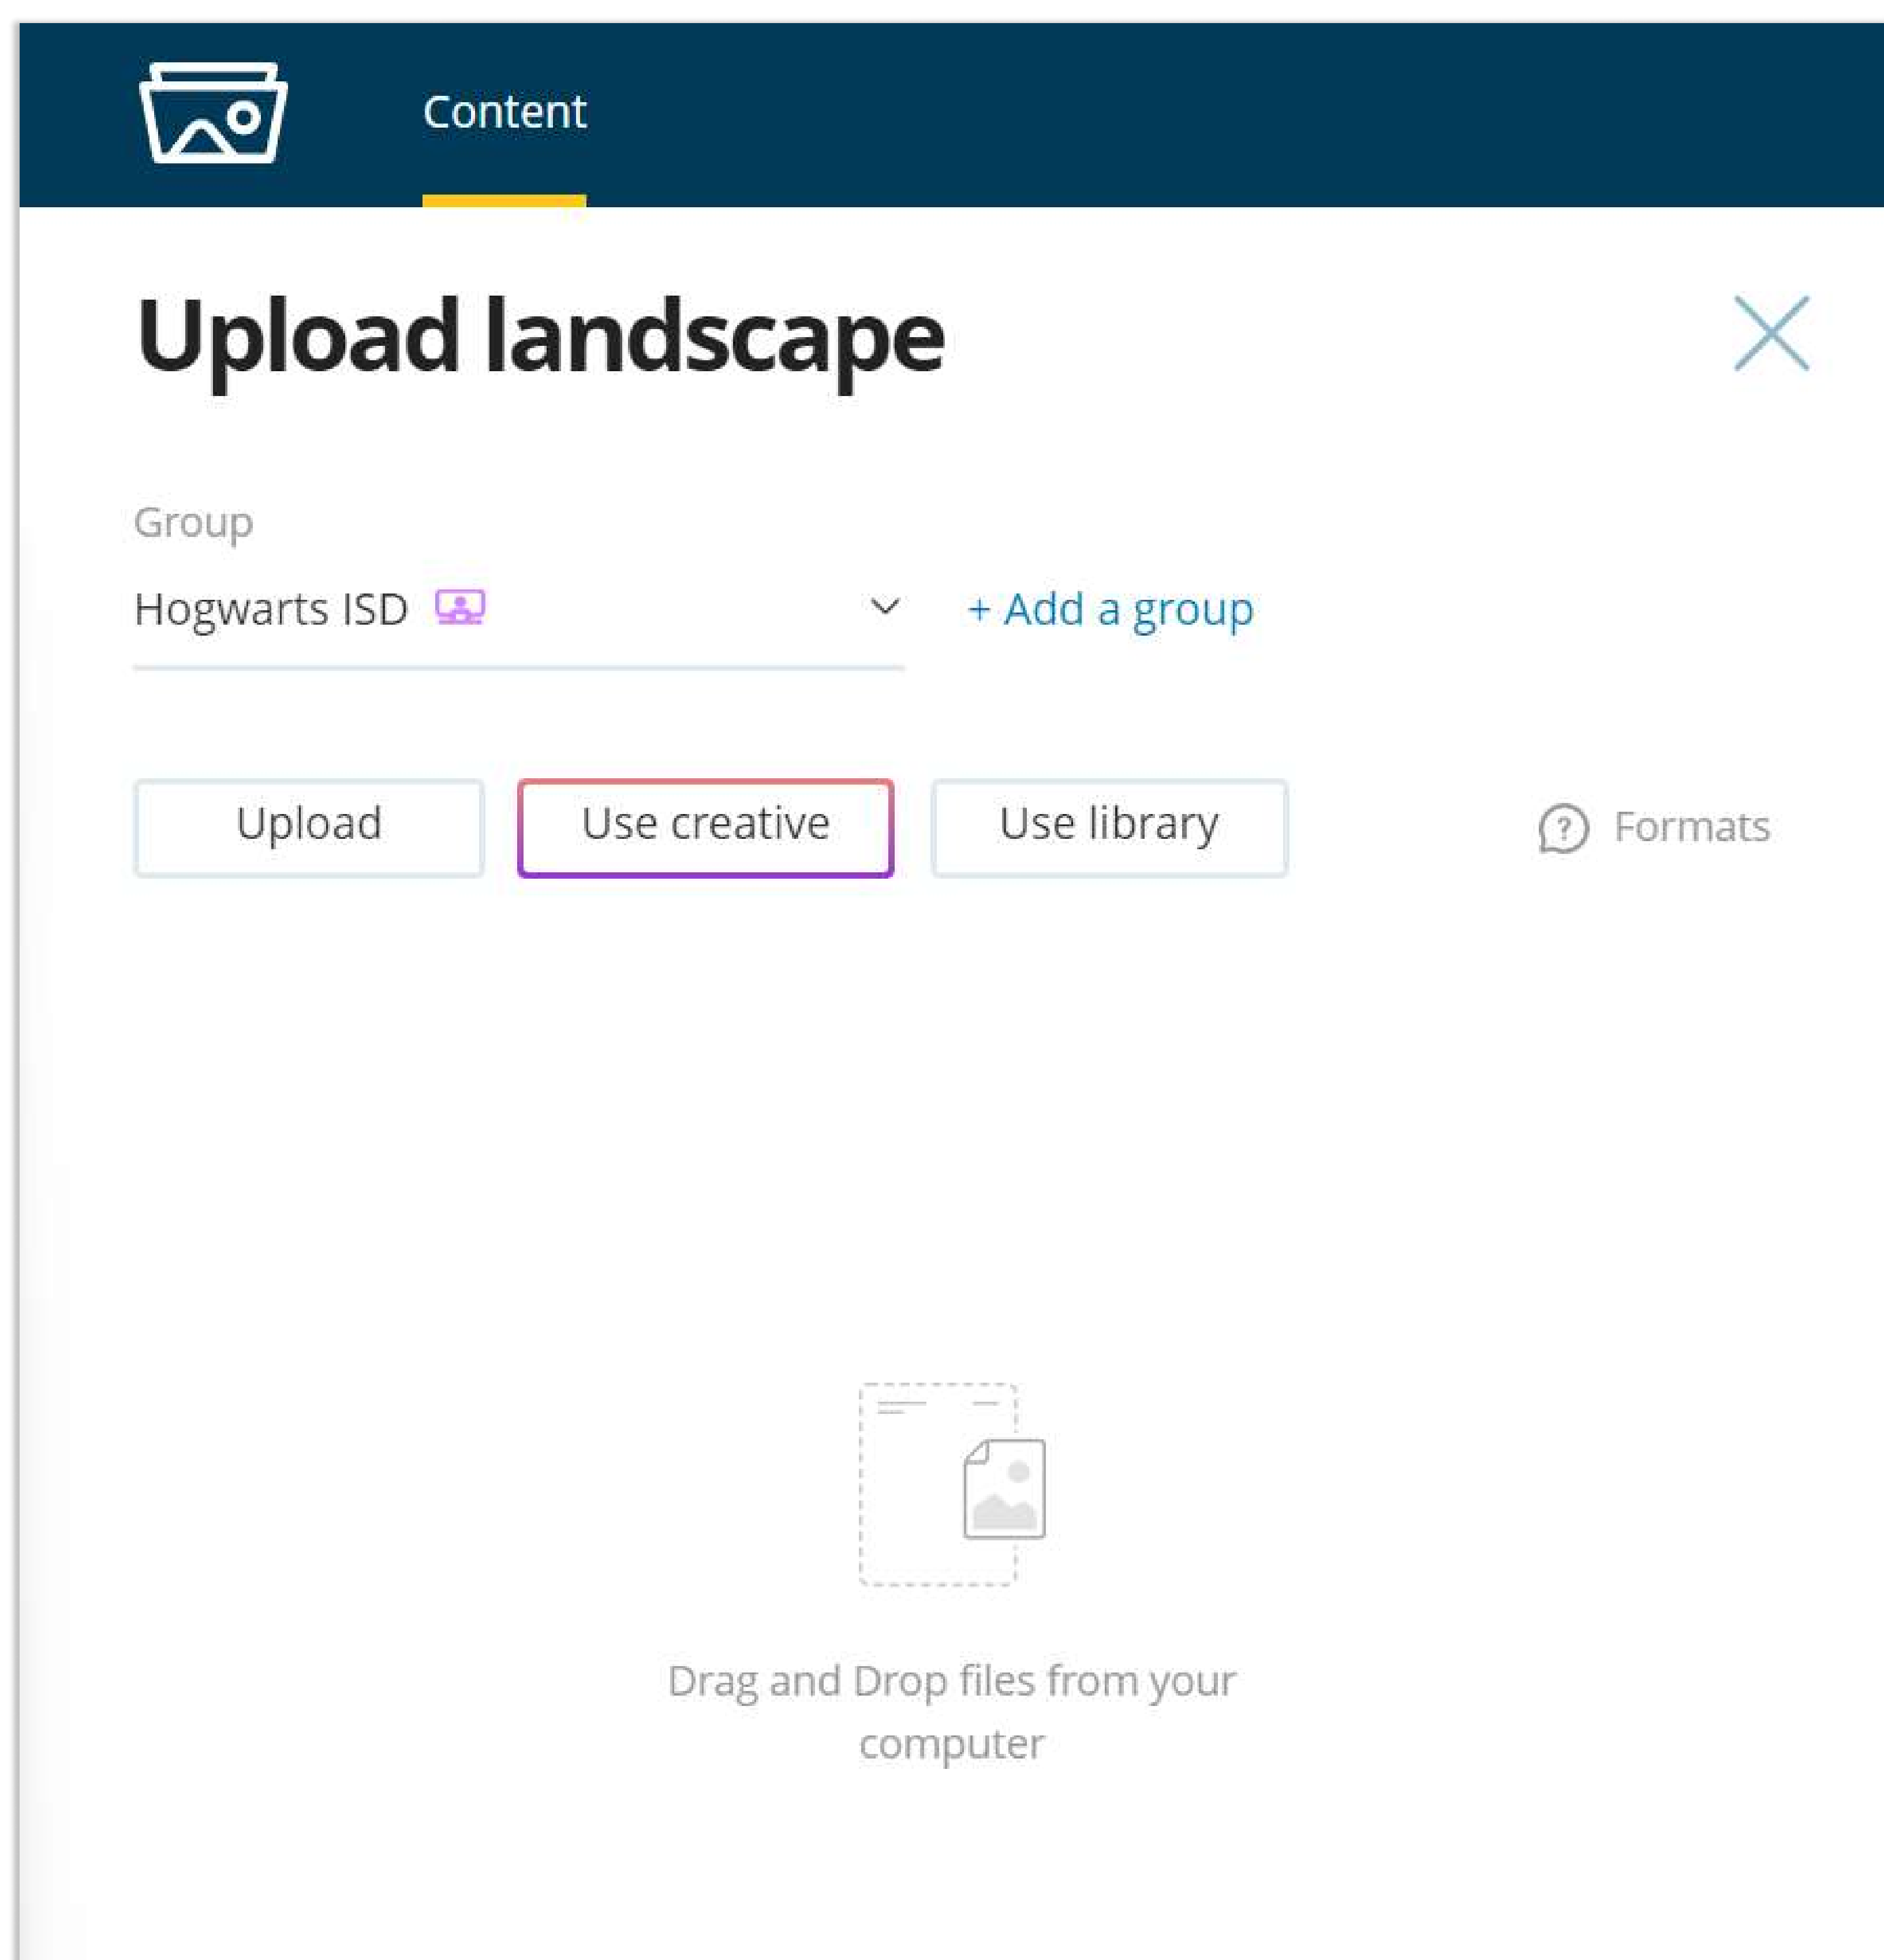 Content
Upload landscape
Group
Hogwarts ISD
+ Add a group
Upload
Use creative
Use library
Formats
Drag and Drop files from your
computer